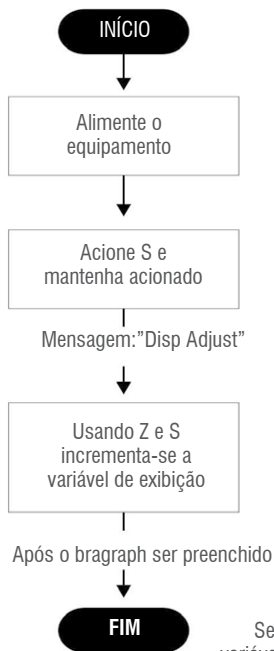 INÍCIO
Alimente o
equipamento
Acione S e
mantenha acionado
Mensagem:”Disp Adjust”
Usando Z e S
incrementa-se a
variável de exibição
Após o bragraph ser preenchido
FIM
Se